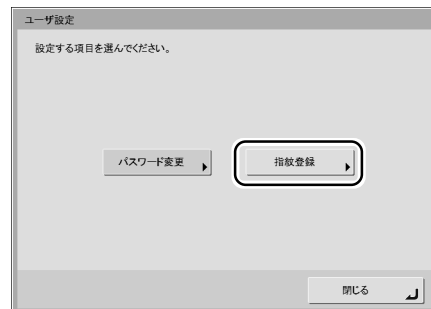 ユーザ設定
設定する項目を選んでください。
パスワード変更
指紋登録
閉じる